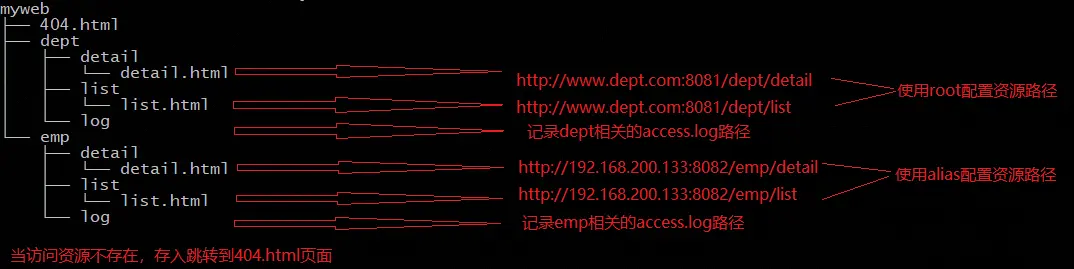 myweb
├── 404.html
├── dept
│   ├── detail
│   │   └── detail.html
http://www.dept.com:8081/dept/detail
使用root配置资源路径
│   ├── list
│   │   └── list.html
http://www.dept.com:8081/dept/list
│   └── log
记录dept相关的access.log路径
└── emp
    ├── detail
    │   └── detail.html
http://192.168.200.133:8082/emp/detail
使用alias配置资源路径
    ├── list
    │   └── list.html
http://192.168.200.133:8082/emp/list
    └── log
记录emp相关的access.log路径
当访问资源不存在，存入跳转到404.html页面